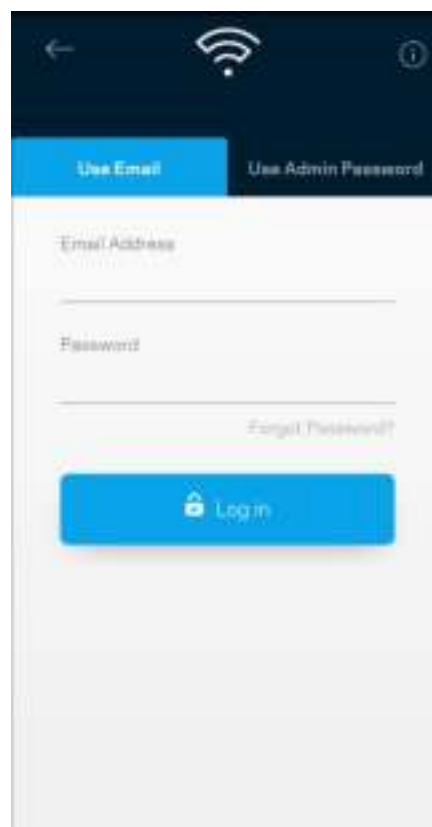 Use Email
Use Admin Password
Email Address
Password
Forgot Password?
Log in